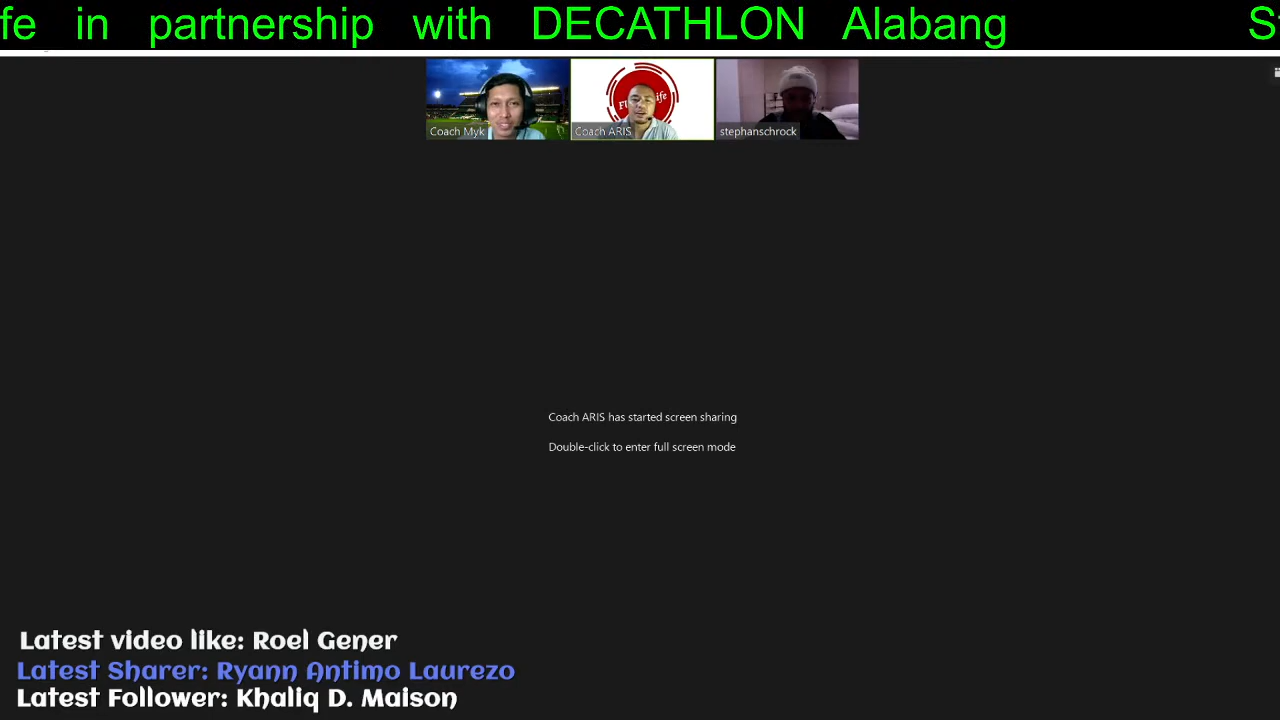 fe in partnership with DECATHLON Alabang S
Coach Myk
Coach ARIS
stephanschrock
Coach ARIS has started screen sharing
Double-click to enter full screen mode
Latest video like: Roel Gener
Latest Sharer: Ryann Antimo Laurezo
Latest Follower: Khaliq D. Maison